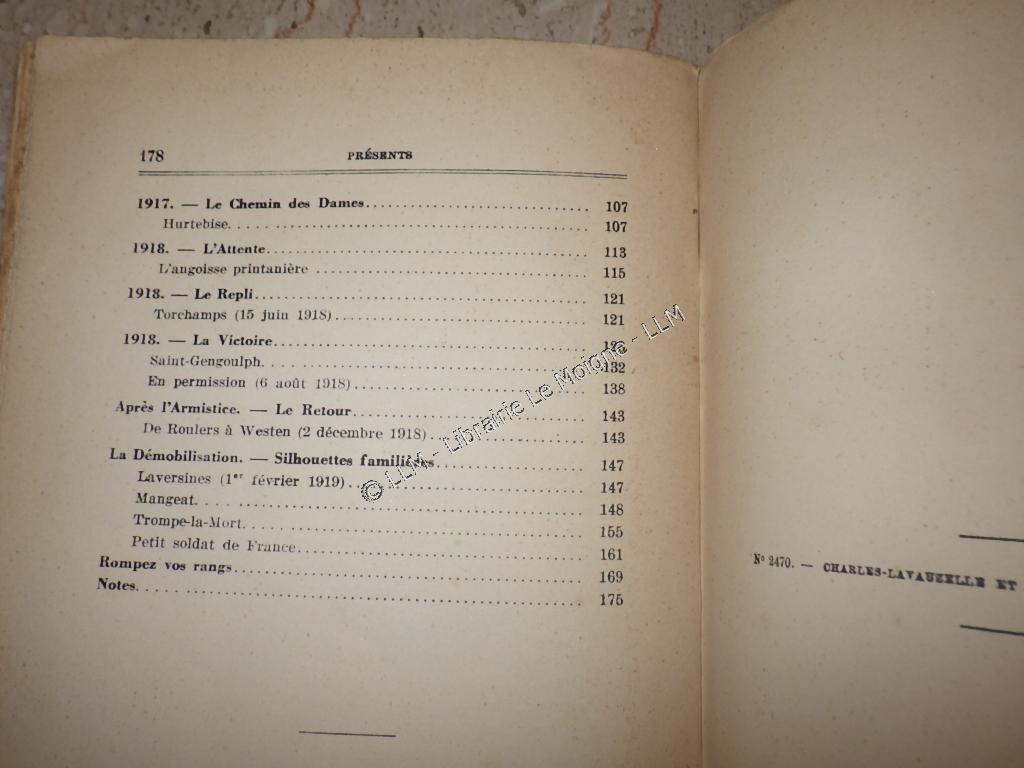 178 PRÉSENTS
1917. — Le Chemin des Dames........ 107
Hurtebise........ 107
1918. — L'Attente........ 113
L'angoisse printanière ........ 115
1918. — Le Repli........ 121
Torchamps (15 juin 1918)........ 121
1918. — La Victoire........
Saint-Gengoulph........ 132
En permission (6 août 1918)........ 138
Après l'Armistice. — Le Retour........ 143
De Roulers à Westen (2 décembre 1918)........ 143
La Démobilisation. — Silhouettes familières........ 147
Laversines (1er février 1919)........ 147
Mangeat........ 148
Trompe-la-Mort........ 155
Petit soldat de France........ 161
Rompez vos rangs........ 169
Notes........ 175
© LLM - Librairie Le Moigne - LLM
N° 2470. — CHARLES-LAVAUZELLE ET